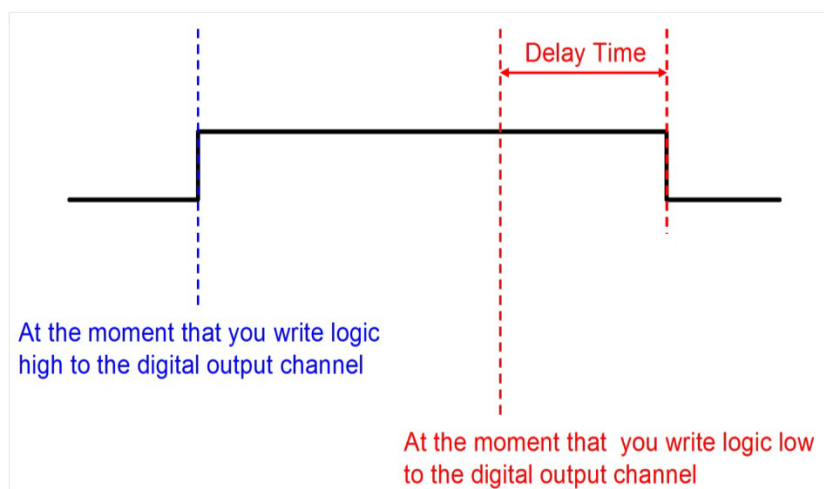 Delay Time
At the moment that you write logic
high to the digital output channel
At the moment that  you write logic low
to the digital output channel